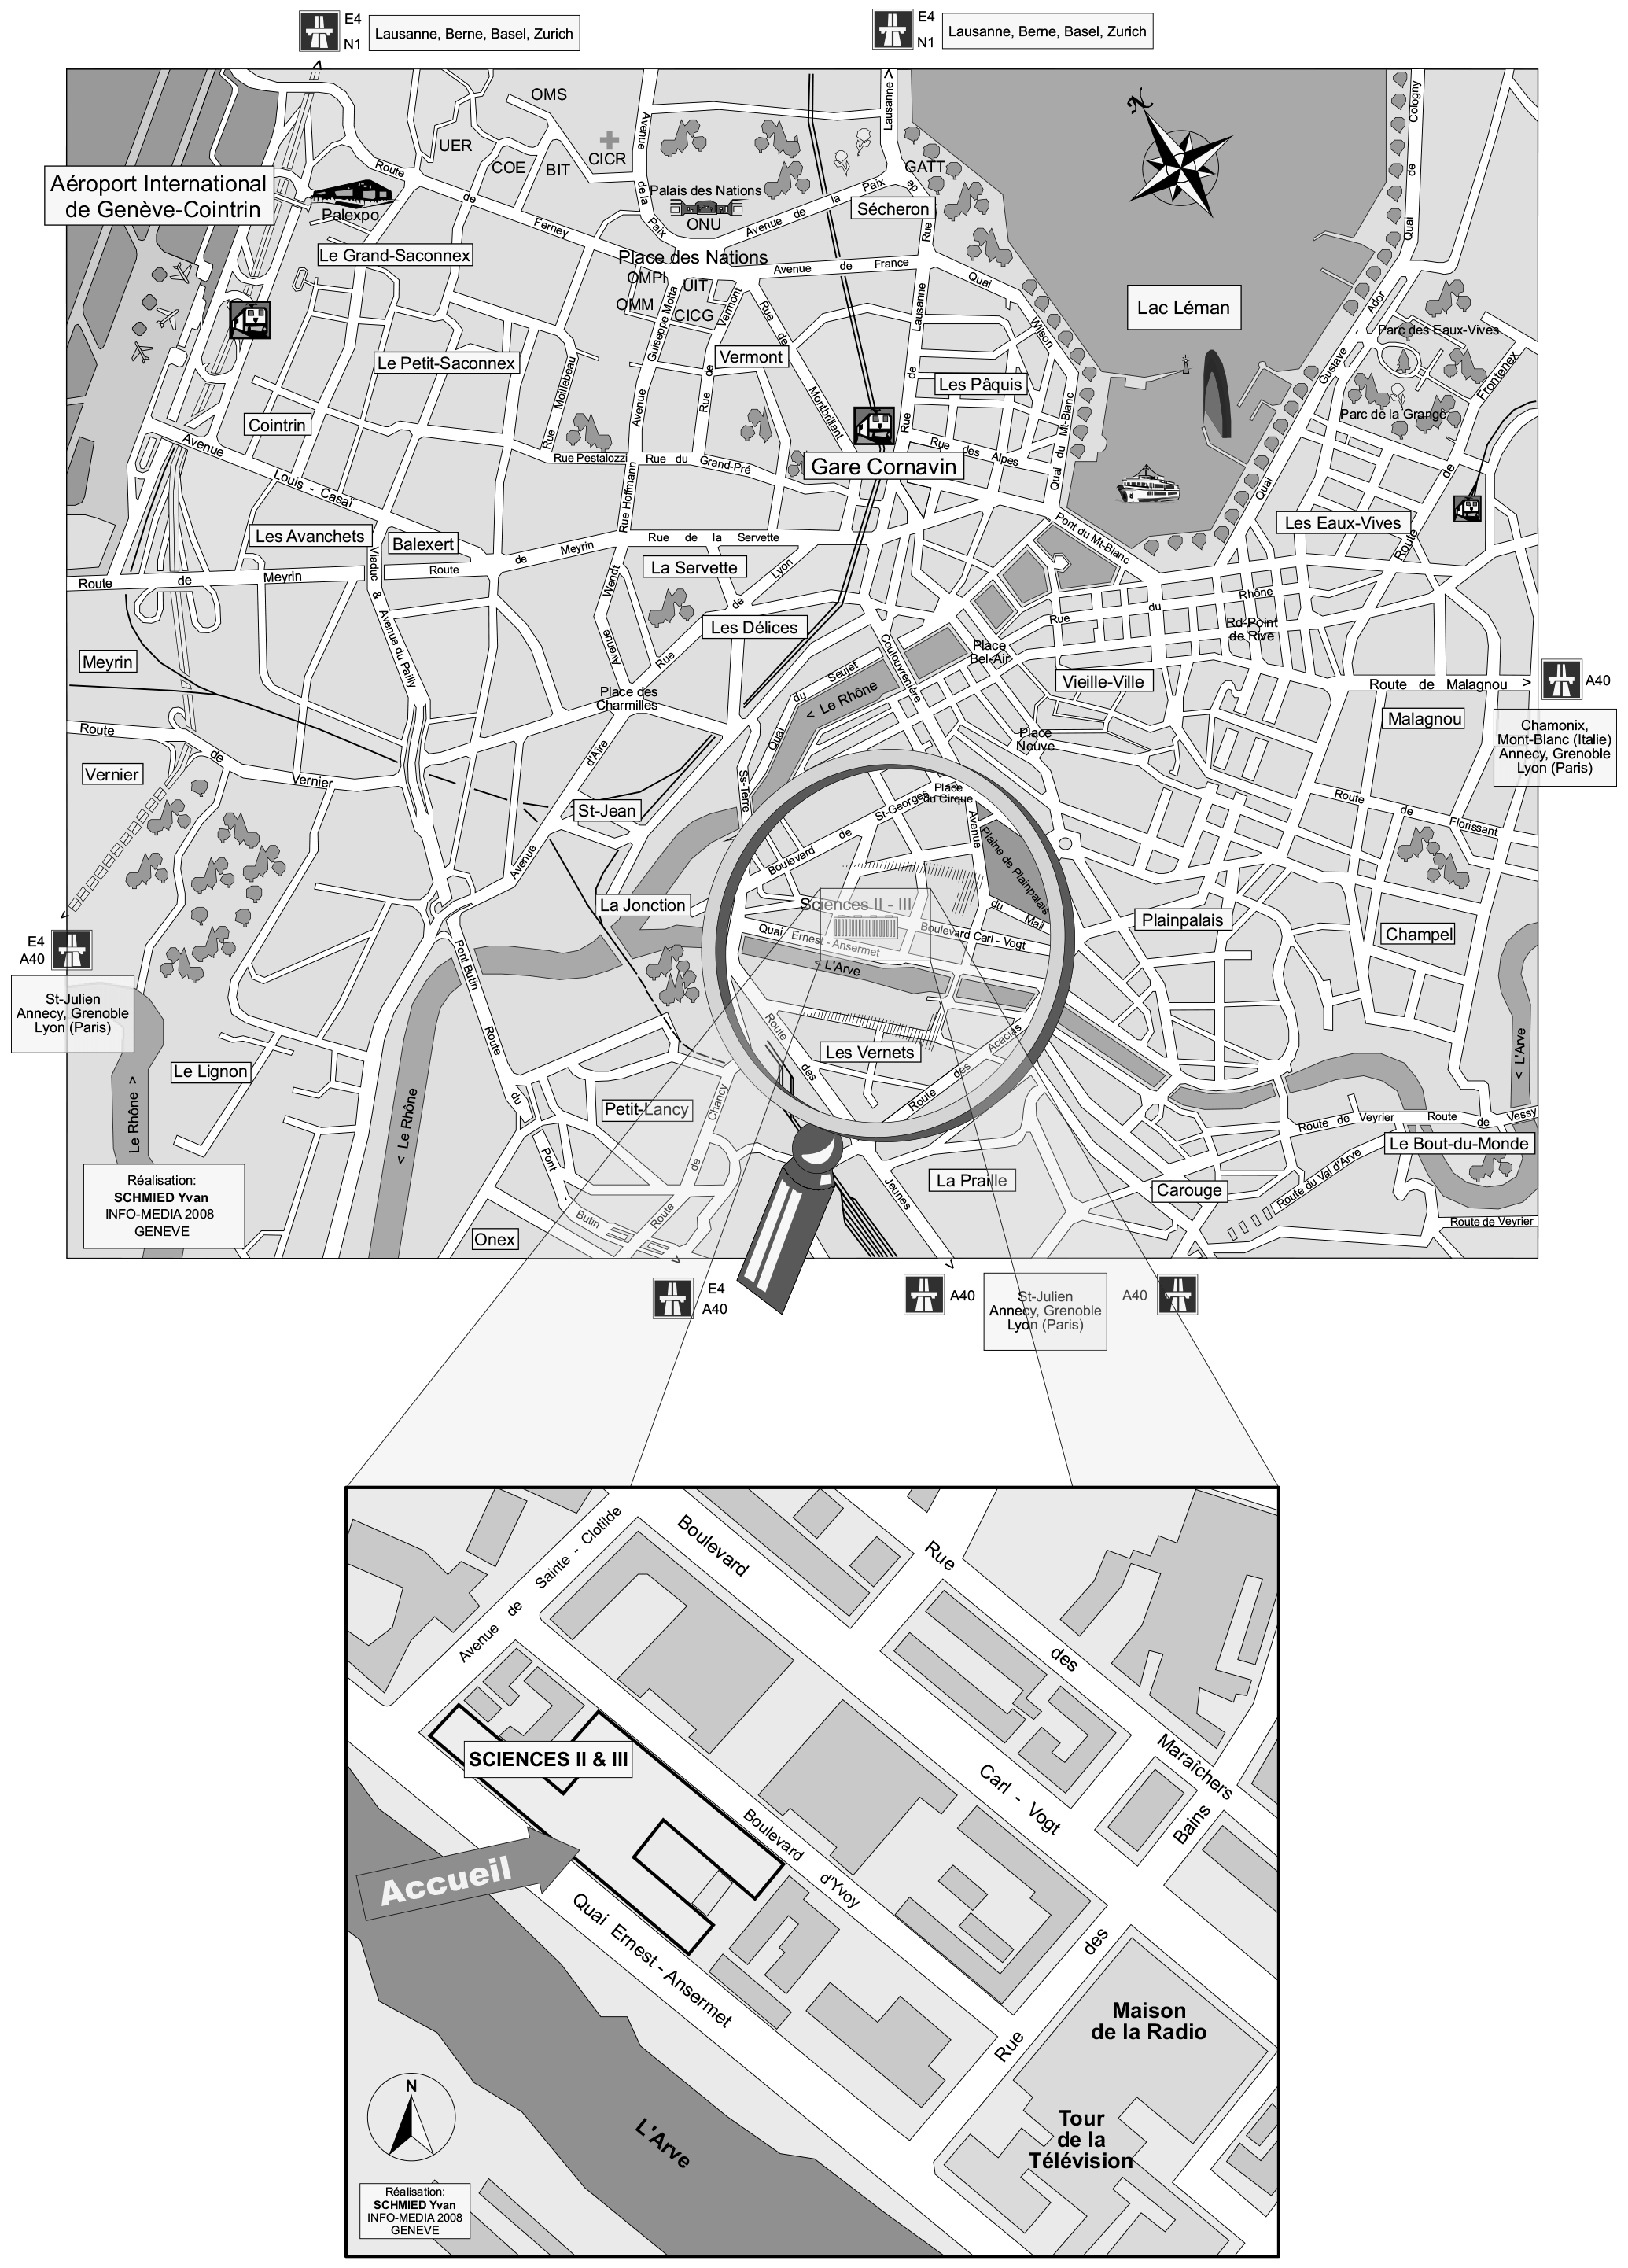 E4
N1
Lausanne, Berne, Basel, Zurich
E4
N1
Lausanne, Berne, Basel, Zurich
Aéroport International
de Genève-Cointrin
Palexpo
UER
OMS
COE
BIT
CICR
Avenue de la Paix
Palais des Nations
ONU
Avenue de la Paix
Lausanne >
GATT
Sécheron
Rue de Lausanne
N
Lac Léman
Quai de Cologny
Route de Ferney
Le Grand-Saconnex
Place des Nations
OMPI
UIT
OMM
CICG
Guiseppe Motta
Avenue
Rue de Vermont
Vermont
Avenue de France
Quai Wilson
Rue de Montbrillant
Le Petit-Saconnex
Rue Moillebeau
Les Pâquis
Quai du Mt-Blanc
Rue des Alpes
Quai Gustave Ador
Parc des Eaux-Vives
Parc de la Grange
Route de Frontenex
Cointrin
Avenue Louis - Casaï
Rue Pestalozzi
Rue du Grand-Pré
Rue Hoffmann
Gare Cornavin
Les Eaux-Vives
Les Avanchets
Balexert
Route de Meyrin
Route de Meyrin
Rue de la Servette
La Servette
Pont du Mt-Blanc
Viaduc & Avenue du Pailly
Avenue Wendt
Rue de Lyon
Les Délices
Rue du Rhône
Rd-Point
de Rive
Place
Bel-Air
Coulouvrenière
Quai du Seujet
< Le Rhône
Vieille-Ville
Place
Neuve
Meyrin
Place des
Charmilles
Route de Malagnou >
A40
Malagnou
Chamonix,
Mont-Blanc (Italie)
Annecy, Grenoble
Lyon (Paris)
Route de Vernier
Vernier
Avenue d'Aïre
St-Jean
Ss-Terre
Boulevard de St-Georges
Place
du Cirque
Avenue du Mail
Plaine de Plainpalais
Route de Florissant
La Jonction
Sciences II - III
Quai Ernest - Ansermet
Boulevard Carl - Vogt
< L'Arve
Plainpalais
Champel
E4
A40
St-Julien
Annecy, Grenoble
Lyon (Paris)
Pont Butin
Route du Pont Butin
Le Lignon
Le Rhône >
< Le Rhône
Les Vernets
Route des Acacias
Route des Jeunes
Petit-Lancy
Route de Chancy
< L'Arve
Route de Veyrier
Route de Vessy
Le Bout-du-Monde
Route du Val d'Arve
Route de Veyrier
Carouge
La Praille
Onex
Réalisation:
SCHMIED Yvan
INFO-MEDIA 2008
GENEVE
E4
A40
A40
St-Julien
Annecy, Grenoble
Lyon (Paris)
A40
Avenue de Sainte - Clotilde
Boulevard Carl - Vogt
Rue des Maraîchers
SCIENCES II & III
Boulevard d'Yvoy
Accueil
Quai Ernest - Ansermet
Rue des Bains
Maison
de la Radio
Tour
de la
Télévision
L'Arve
N
Réalisation:
SCHMIED Yvan
INFO-MEDIA 2008
GENEVE